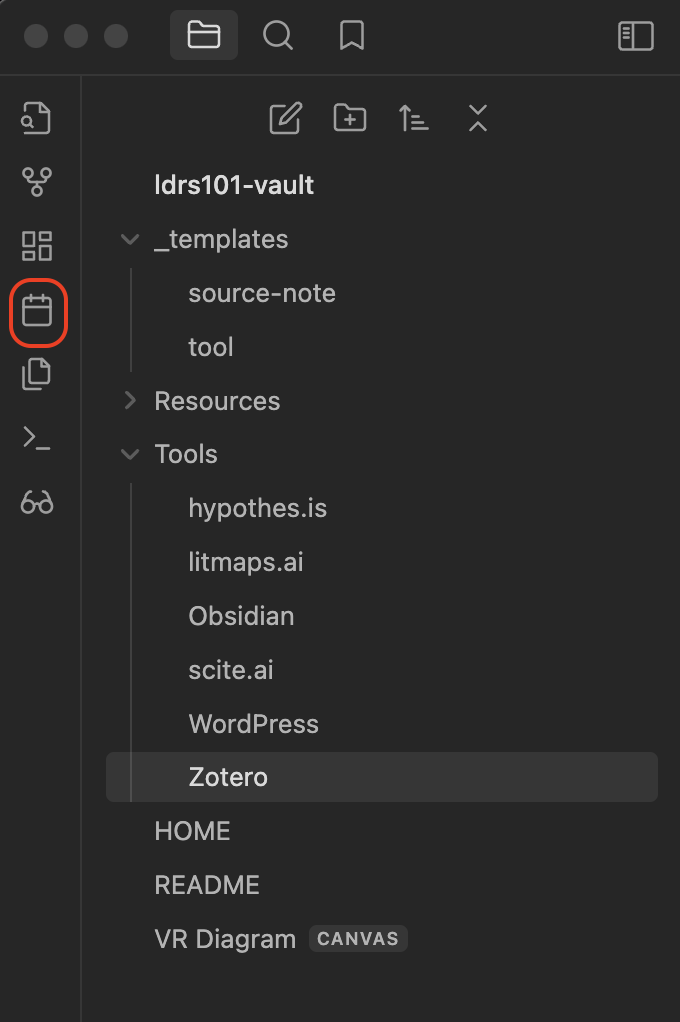 ldrs101-vault
_templates
source-note
tool
Resources
Tools
hypothes.is
litmaps.ai
Obsidian
scite.ai
WordPress
Zotero
HOME
README
VR Diagram CANVAS